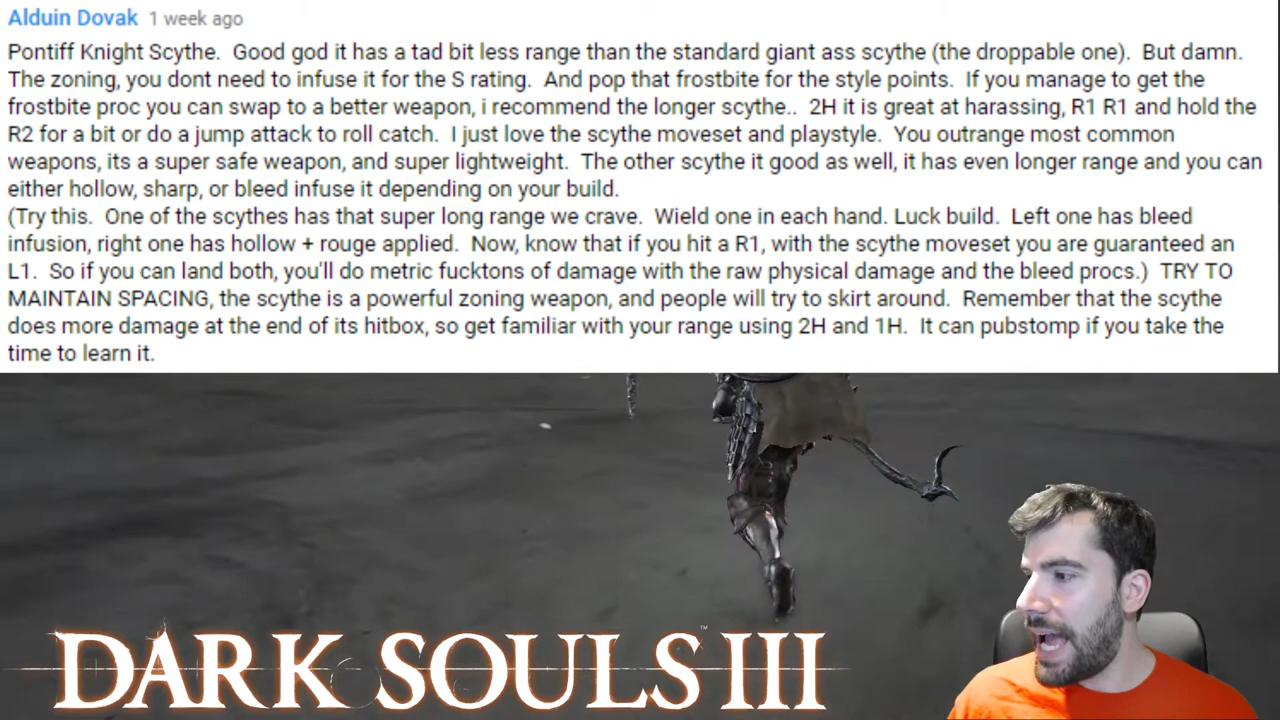 Alduin Dovak 1 week ago
Pontiff Knight Scythe. Good god it has a tad bit less range than the standard giant ass scythe (the droppable one). But damn.
The zoning, you dont need to infuse it for the S rating. And pop that frostbite for the style points. If you manage to get the
frostbite proc you can swap to a better weapon, i recommend the longer scythe.. 2H it is great at harassing, R1 R1 and hold the
R2 for a bit or do a jump attack to roll catch. I just love the scythe moveset and playstyle. You outrange most common
weapons, its a super safe weapon, and super lightweight. The other scythe it good as well, it has even longer range and you can
either hollow, sharp, or bleed infuse it depending on your build.
(Try this. One of the scythes has that super long range we crave. Wield one in each hand. Luck build. Left one has bleed
infusion, right one has hollow + rouge applied. Now, know that if you hit a R1, with the scythe moveset you are guaranteed an
L1. So if you can land both, you'll do metric fucktons of damage with the raw physical damage and the bleed procs.) TRY TO
MAINTAIN SPACING, the scythe is a powerful zoning weapon, and people will try to skirt around. Remember that the scythe
does more damage at the end of its hitbox, so get familiar with your range using 2H and 1H. It can pubstomp if you take the
time to learn it.
DARK SOULS III™